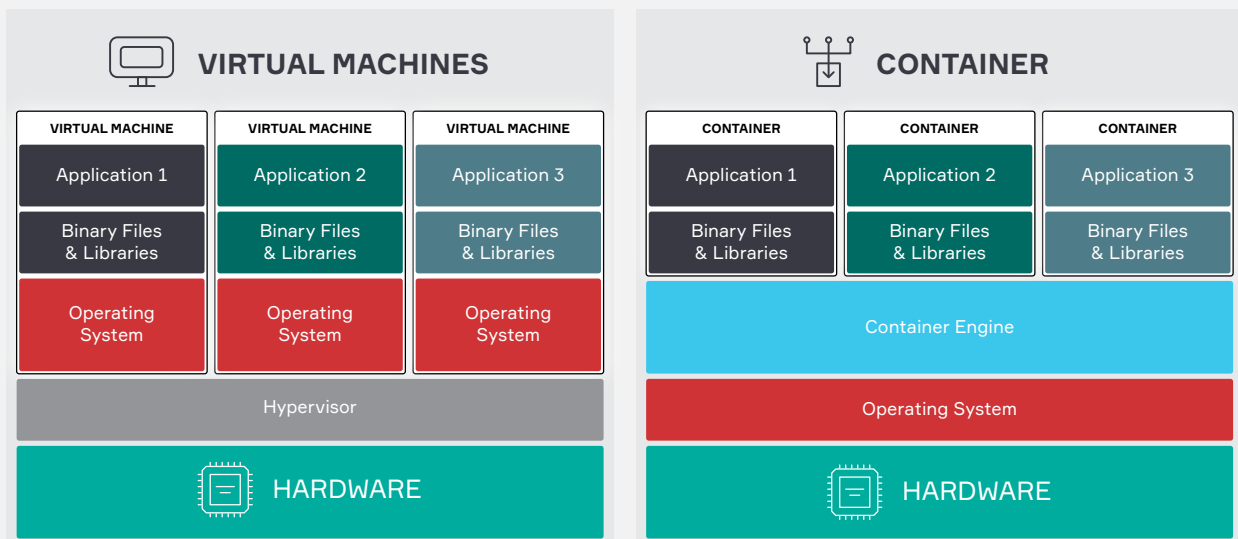 VIRTUAL MACHINES
VIRTUAL MACHINE
VIRTUAL MACHINE
VIRTUAL MACHINE
Application 1
Application 2
Application 3
Binary Files
& Libraries
Binary Files
& Libraries
Binary Files
& Libraries
Operating
System
Operating
System
Operating
System
Hypervisor
HARDWARE
CONTAINER
CONTAINER
CONTAINER
CONTAINER
Application 1
Application 2
Application 3
Binary Files
& Libraries
Binary Files
& Libraries
Binary Files
& Libraries
Container Engine
Operating System
HARDWARE